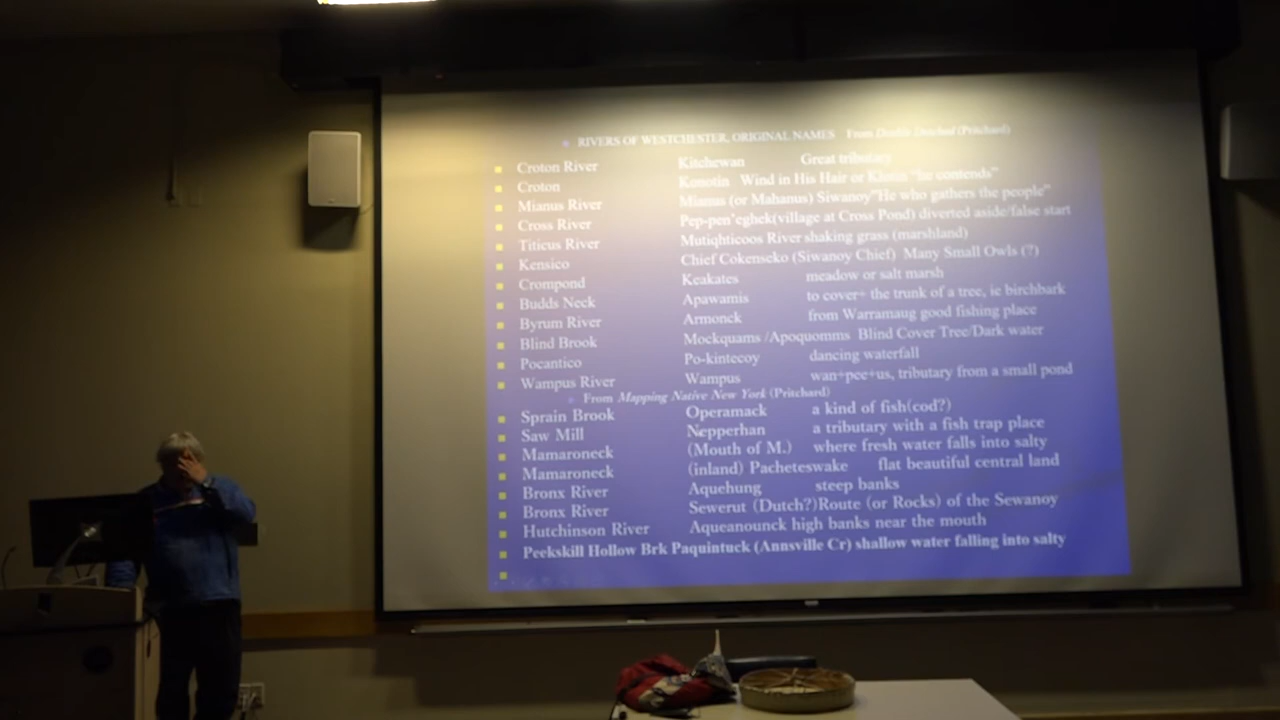 RIVERS OF WESTCHESTER, ORIGINAL NAMES From Double Detached (Pritchard)
Croton River Kitchewan Great tributary
Croton Konotin Wind in His Hair or Klotin "he contends"
Mianus River Mianus (or Mahanus) Siwanoy"He who gathers the people"
Cross River Pep-pen'eghek(village at Cross Pond) diverted aside/false start
Titicus River Mutiqhticoos River shaking grass (marshland)
Kensico Chief Cokenseko (Siwanoy Chief) Many Small Owls (?)
Crompond Keakates meadow or salt marsh
Budds Neck Apawamis to cover+ the trunk of a tree, ie birchbark
Byrum River Armonck from Warramaug good fishing place
Blind Brook Mockquams /Apoquomms Blind Cover Tree/Dark water
Pocantico Po-kintecoy dancing waterfall
Wampus River Wampus wan+pee+us, tributary from a small pond
From Mapping Native New York (Pritchard)
Sprain Brook Operamack a kind of fish(cod?)
Saw Mill Nepperhan a tributary with a fish trap place
Mamaroneck (Mouth of M.) where fresh water falls into salty
Mamaroneck (inland) Pacheteswake flat beautiful central land
Bronx River Aquehung steep banks
Bronx River Sewerut (Dutch?)Route (or Rocks) of the Sewanoy
Hutchinson River Aqueanounck high banks near the mouth
Peekskill Hollow Brk Paquintuck (Annsville Cr) shallow water falling into salty